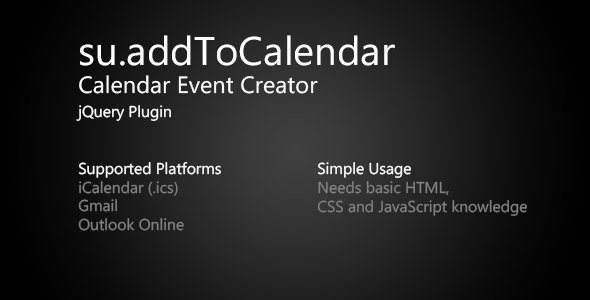 su.addToCalendar
Calendar Event Creator
jQuery Plugin
Supported Platforms
iCalendar (.ics)
Gmail
Outlook Online
Simple Usage
Needs basic HTML,
CSS and JavaScript knowledge